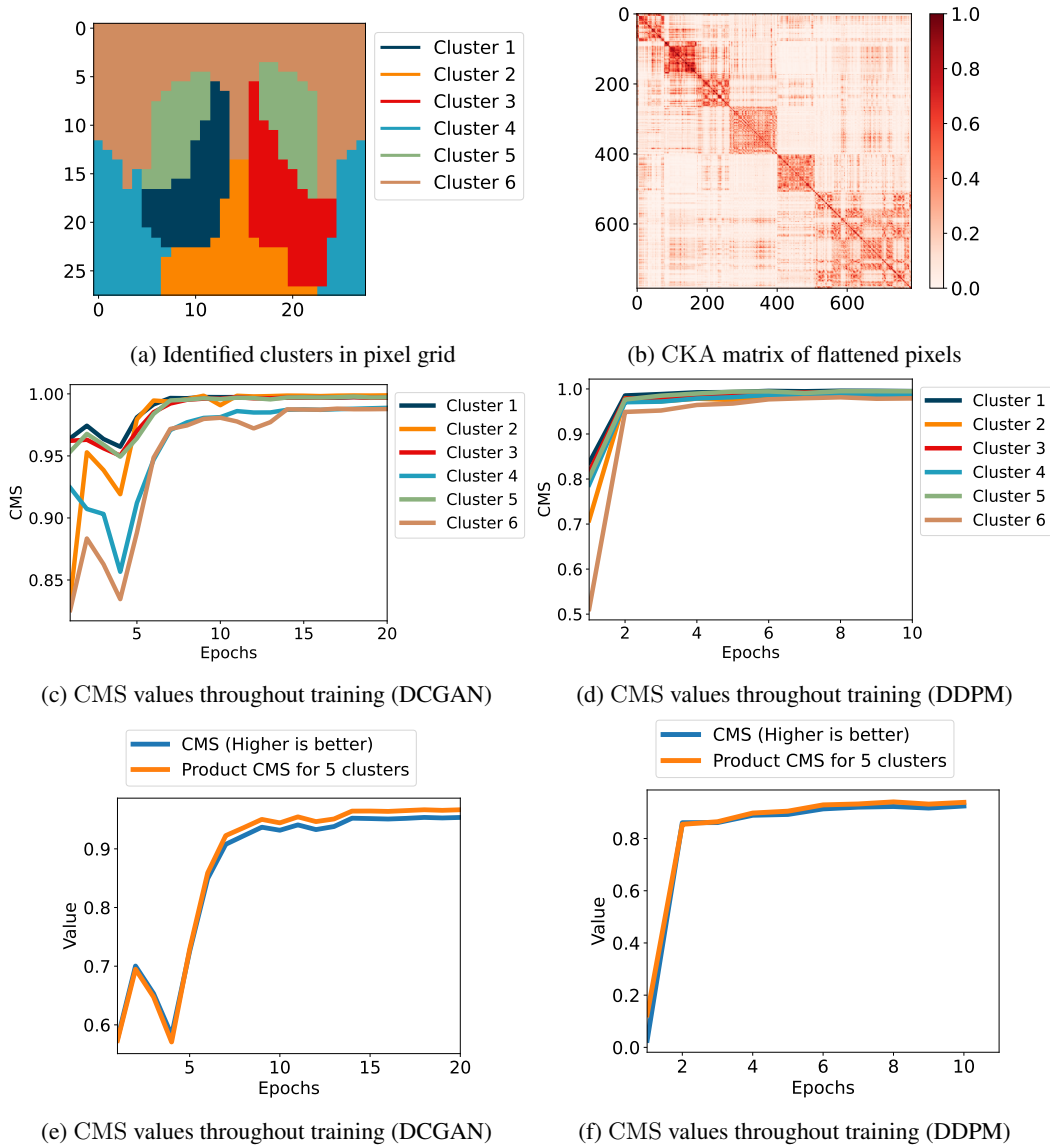 0
5
10
15
20
25
0
10
20
Cluster 1
Cluster 2
Cluster 3
Cluster 4
Cluster 5
Cluster 6
(a) Identified clusters in pixel grid
0
200
400
600
0
200
400
600
1.0
0.8
0.6
0.4
0.2
0.0
(b) CKA matrix of flattened pixels
1.00
0.95
0.90
0.85
CMS
5
10
15
20
Epochs
Cluster 1
Cluster 2
Cluster 3
Cluster 4
Cluster 5
Cluster 6
(c) CMS values throughout training (DCGAN)
1.0
0.9
0.8
0.7
0.6
0.5
CMS
2
4
6
8
10
Epochs
Cluster 1
Cluster 2
Cluster 3
Cluster 4
Cluster 5
Cluster 6
(d) CMS values throughout training (DDPM)
CMS (Higher is better)
Product CMS for 5 clusters
0.9
0.8
0.7
0.6
Value
5
10
15
20
Epochs
(e) CMS values throughout training (DCGAN)
CMS (Higher is better)
Product CMS for 5 clusters
0.8
0.6
0.4
0.2
0.0
Value
2
4
6
8
10
Epochs
(f) CMS values throughout training (DDPM)